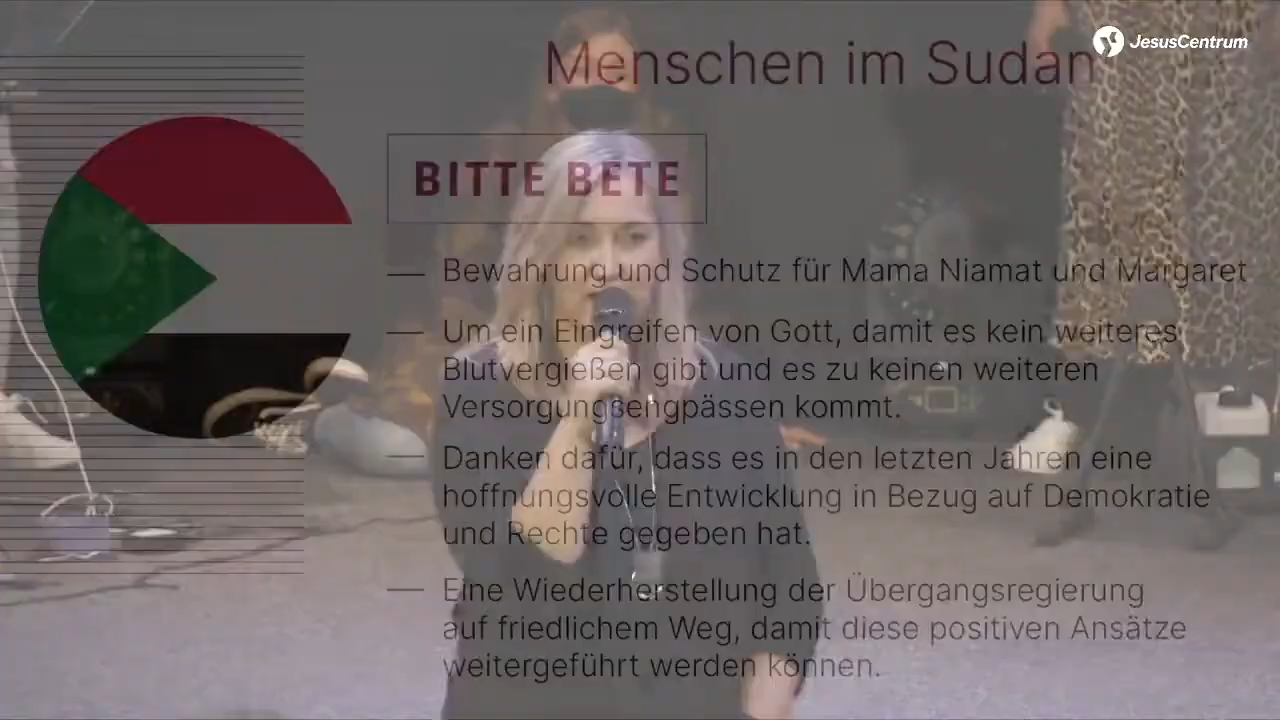 JesusCentrum
Menschen im Sudan
BITTE BETE
— Bewahrung und Schutz für Mama Niamat und Margaret
— Um ein Eingreifen von Gott, damit es kein weiteres
Blutvergießen gibt und es zu keinen weiteren
Versorgungsengpässen kommt.
— Danken dafür, dass es in den letzten Jahren eine
hoffnungsvolle Entwicklung in Bezug auf Demokratie
und Rechte gegeben hat.
— Eine Wiederherstellung der Übergangsregierung
auf friedlichem Weg, damit diese positiven Ansätze
weitergeführt werden können.